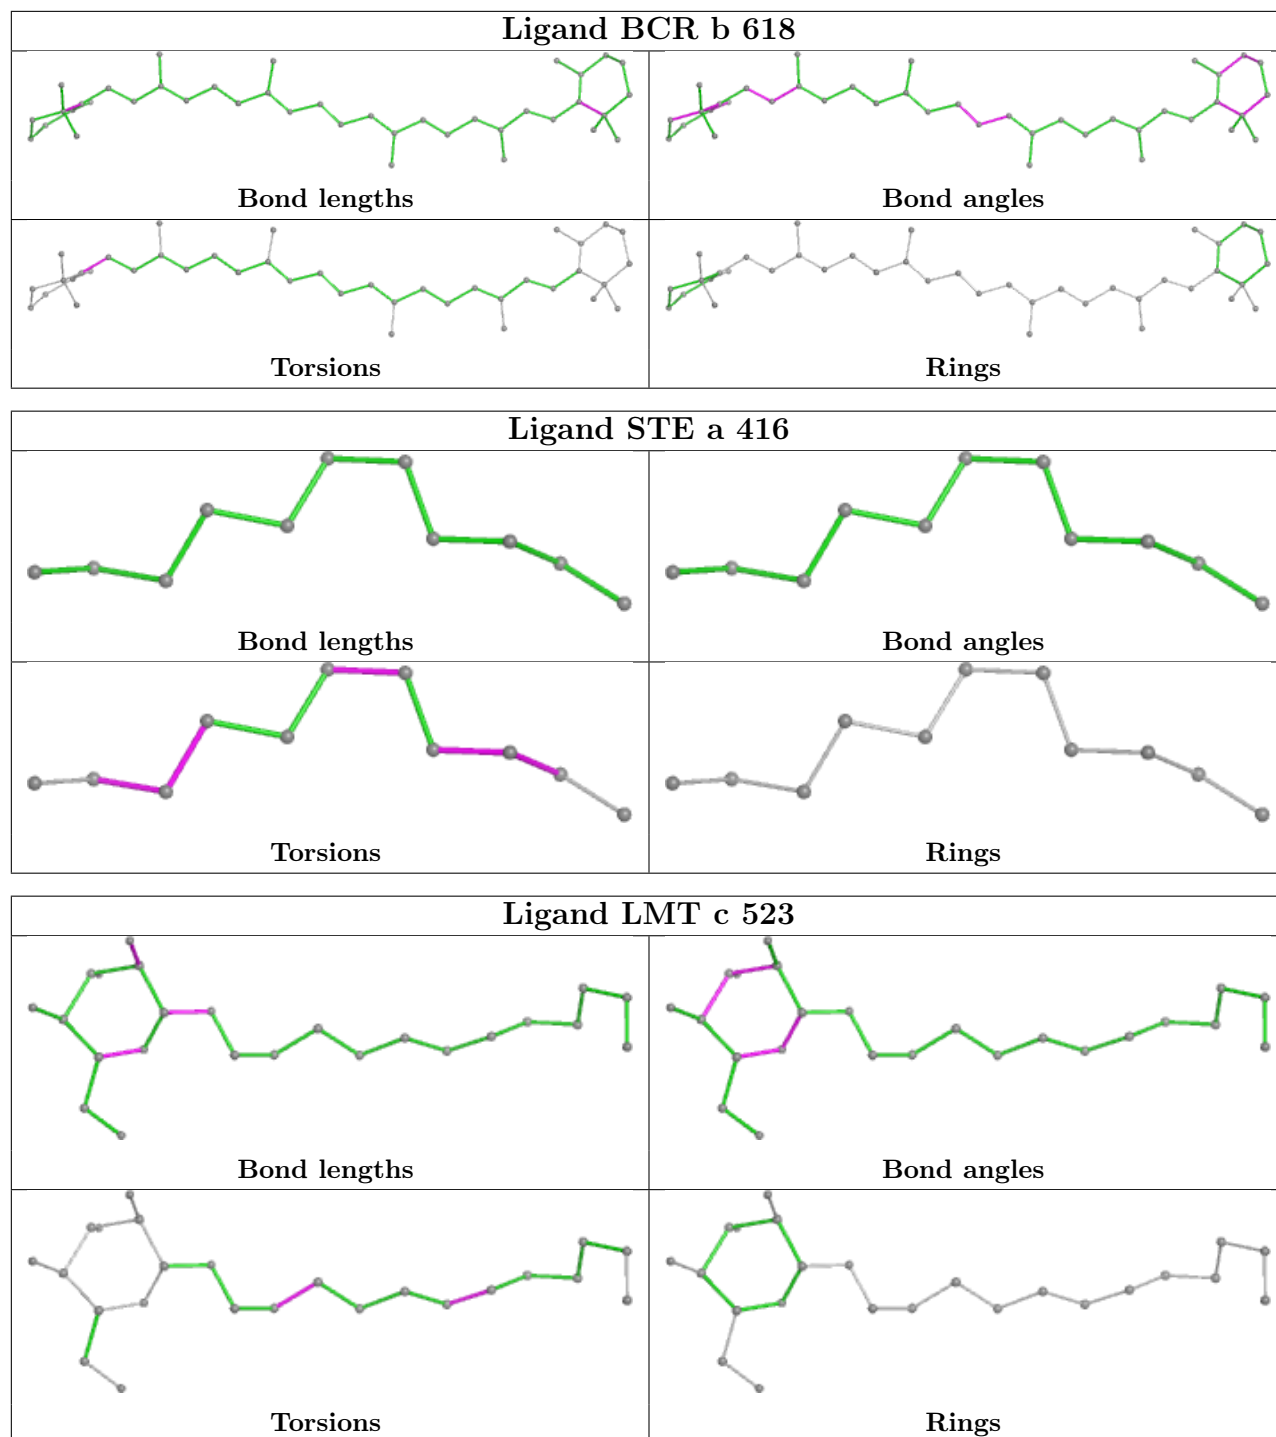 Ligand BCR b 618
Bond lengths
Bond angles
Torsions
Rings
Ligand STE a 416
Bond lengths
Bond angles
Torsions
Rings
Ligand LMT c 523
Bond lengths
Bond angles
Torsions
Rings